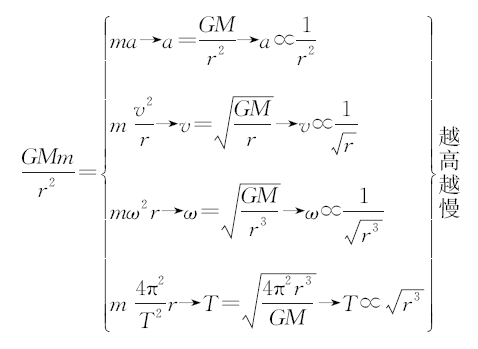 ma→a=GM/r²→a∝1/r²
m v²/r→v=√(GM/r)→v∝1/√r
GMm/r²=
mω²r→ω=√(GM/r³)→ω∝1/√r³
m 4π²/T² r→T=√(4π²r³/GM)→T∝√r³
越高越慢